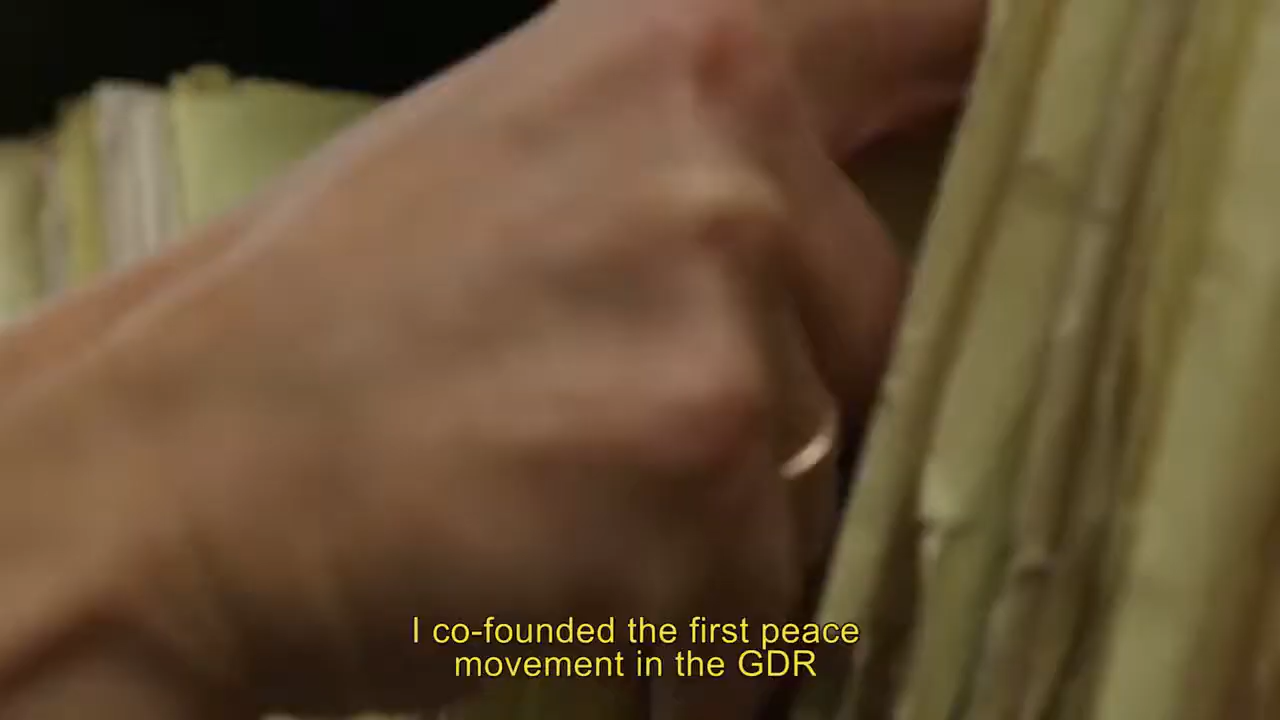 I co-founded the first peace
movement in the GDR